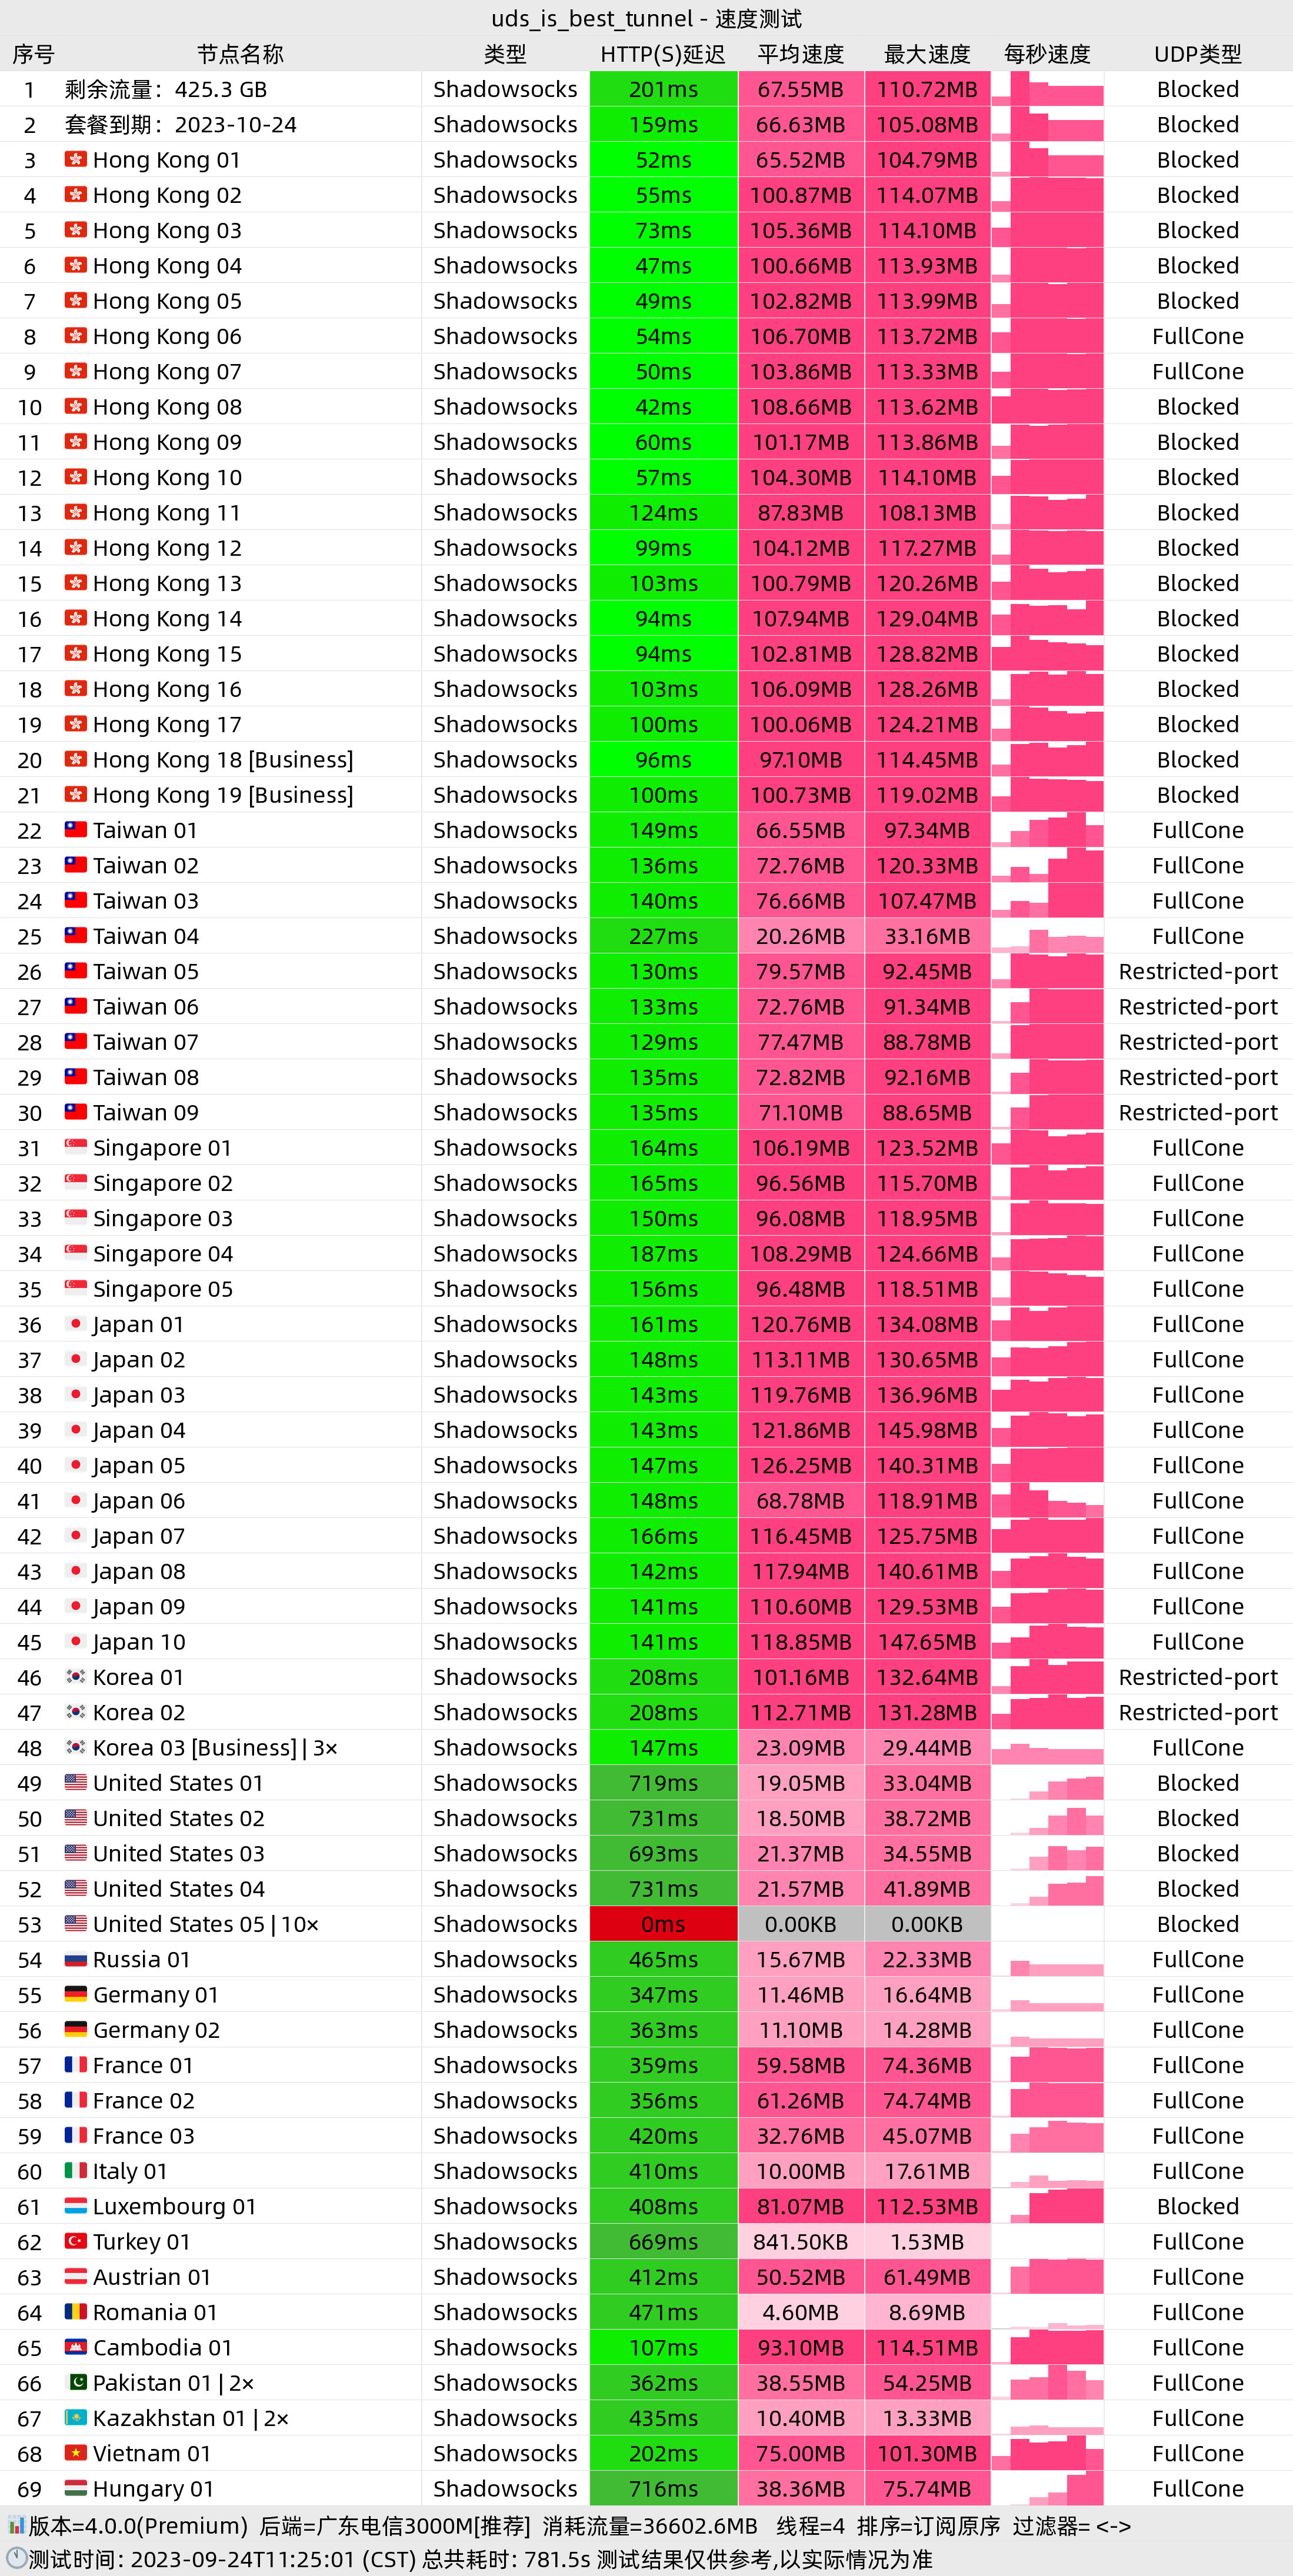 uds_is_best_tunnel - 速度测试
序号 节点名称 类型 HTTP(S)延迟 平均速度 最大速度 每秒速度 UDP类型
1 剩余流量：425.3 GB Shadowsocks 201ms 67.55MB 110.72MB Blocked
2 套餐到期：2023-10-24 Shadowsocks 159ms 66.63MB 105.08MB Blocked
3 Hong Kong 01 Shadowsocks 52ms 65.52MB 104.79MB Blocked
4 Hong Kong 02 Shadowsocks 55ms 100.87MB 114.07MB Blocked
5 Hong Kong 03 Shadowsocks 73ms 105.36MB 114.10MB Blocked
6 Hong Kong 04 Shadowsocks 47ms 100.66MB 113.93MB Blocked
7 Hong Kong 05 Shadowsocks 49ms 102.82MB 113.99MB Blocked
8 Hong Kong 06 Shadowsocks 54ms 106.70MB 113.72MB FullCone
9 Hong Kong 07 Shadowsocks 50ms 103.86MB 113.33MB FullCone
10 Hong Kong 08 Shadowsocks 42ms 108.66MB 113.62MB Blocked
11 Hong Kong 09 Shadowsocks 60ms 101.17MB 113.86MB Blocked
12 Hong Kong 10 Shadowsocks 57ms 104.30MB 114.10MB Blocked
13 Hong Kong 11 Shadowsocks 124ms 87.83MB 108.13MB Blocked
14 Hong Kong 12 Shadowsocks 99ms 104.12MB 117.27MB Blocked
15 Hong Kong 13 Shadowsocks 103ms 100.79MB 120.26MB Blocked
16 Hong Kong 14 Shadowsocks 94ms 107.94MB 129.04MB Blocked
17 Hong Kong 15 Shadowsocks 94ms 102.81MB 128.82MB Blocked
18 Hong Kong 16 Shadowsocks 103ms 106.09MB 128.26MB Blocked
19 Hong Kong 17 Shadowsocks 100ms 100.06MB 124.21MB Blocked
20 Hong Kong 18 [Business] Shadowsocks 96ms 97.10MB 114.45MB Blocked
21 Hong Kong 19 [Business] Shadowsocks 100ms 100.73MB 119.02MB Blocked
22 Taiwan 01 Shadowsocks 149ms 66.55MB 97.34MB FullCone
23 Taiwan 02 Shadowsocks 136ms 72.76MB 120.33MB FullCone
24 Taiwan 03 Shadowsocks 140ms 76.66MB 107.47MB FullCone
25 Taiwan 04 Shadowsocks 227ms 20.26MB 33.16MB FullCone
26 Taiwan 05 Shadowsocks 130ms 79.57MB 92.45MB Restricted-port
27 Taiwan 06 Shadowsocks 133ms 72.76MB 91.34MB Restricted-port
28 Taiwan 07 Shadowsocks 129ms 77.47MB 88.78MB Restricted-port
29 Taiwan 08 Shadowsocks 135ms 72.82MB 92.16MB Restricted-port
30 Taiwan 09 Shadowsocks 135ms 71.10MB 88.65MB Restricted-port
31 Singapore 01 Shadowsocks 164ms 106.19MB 123.52MB FullCone
32 Singapore 02 Shadowsocks 165ms 96.56MB 115.70MB FullCone
33 Singapore 03 Shadowsocks 150ms 96.08MB 118.95MB FullCone
34 Singapore 04 Shadowsocks 187ms 108.29MB 124.66MB FullCone
35 Singapore 05 Shadowsocks 156ms 96.48MB 118.51MB FullCone
36 Japan 01 Shadowsocks 161ms 120.76MB 134.08MB FullCone
37 Japan 02 Shadowsocks 148ms 113.11MB 130.65MB FullCone
38 Japan 03 Shadowsocks 143ms 119.76MB 136.96MB FullCone
39 Japan 04 Shadowsocks 143ms 121.86MB 145.98MB FullCone
40 Japan 05 Shadowsocks 147ms 126.25MB 140.31MB FullCone
41 Japan 06 Shadowsocks 148ms 68.78MB 118.91MB FullCone
42 Japan 07 Shadowsocks 166ms 116.45MB 125.75MB FullCone
43 Japan 08 Shadowsocks 142ms 117.94MB 140.61MB FullCone
44 Japan 09 Shadowsocks 141ms 110.60MB 129.53MB FullCone
45 Japan 10 Shadowsocks 141ms 118.85MB 147.65MB FullCone
46 Korea 01 Shadowsocks 208ms 101.16MB 132.64MB Restricted-port
47 Korea 02 Shadowsocks 208ms 112.71MB 131.28MB Restricted-port
48 Korea 03 [Business] | 3× Shadowsocks 147ms 23.09MB 29.44MB FullCone
49 United States 01 Shadowsocks 719ms 19.05MB 33.04MB Blocked
50 United States 02 Shadowsocks 731ms 18.50MB 38.72MB Blocked
51 United States 03 Shadowsocks 693ms 21.37MB 34.55MB Blocked
52 United States 04 Shadowsocks 731ms 21.57MB 41.89MB Blocked
53 United States 05 | 10× Shadowsocks 0ms 0.00KB 0.00KB Blocked
54 Russia 01 Shadowsocks 465ms 15.67MB 22.33MB FullCone
55 Germany 01 Shadowsocks 347ms 11.46MB 16.64MB FullCone
56 Germany 02 Shadowsocks 363ms 11.10MB 14.28MB FullCone
57 France 01 Shadowsocks 359ms 59.58MB 74.36MB FullCone
58 France 02 Shadowsocks 356ms 61.26MB 74.74MB FullCone
59 France 03 Shadowsocks 420ms 32.76MB 45.07MB FullCone
60 Italy 01 Shadowsocks 410ms 10.00MB 17.61MB FullCone
61 Luxembourg 01 Shadowsocks 408ms 81.07MB 112.53MB Blocked
62 Turkey 01 Shadowsocks 669ms 841.50KB 1.53MB FullCone
63 Austrian 01 Shadowsocks 412ms 50.52MB 61.49MB FullCone
64 Romania 01 Shadowsocks 471ms 4.60MB 8.69MB FullCone
65 Cambodia 01 Shadowsocks 107ms 93.10MB 114.51MB FullCone
66 Pakistan 01 | 2× Shadowsocks 362ms 38.55MB 54.25MB FullCone
67 Kazakhstan 01 | 2× Shadowsocks 435ms 10.40MB 13.33MB FullCone
68 Vietnam 01 Shadowsocks 202ms 75.00MB 101.30MB FullCone
69 Hungary 01 Shadowsocks 716ms 38.36MB 75.74MB FullCone
版本=4.0.0(Premium) 后端=广东电信3000M[推荐] 消耗流量=36602.6MB 线程=4 排序=订阅原序 过滤器= <->
测试时间: 2023-09-24T11:25:01 (CST) 总共耗时: 781.5s 测试结果仅供参考,以实际情况为准